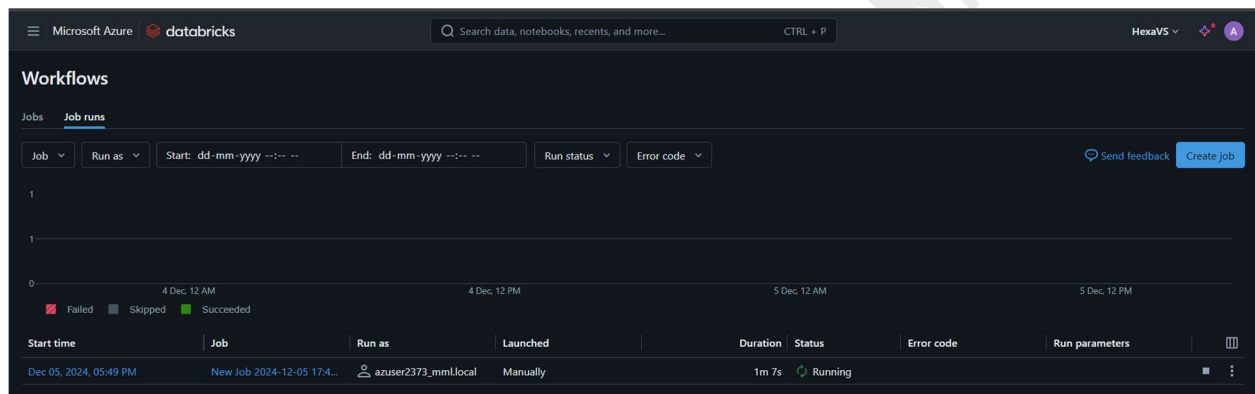 Microsoft Azure databricks Search data, notebooks, recents, and more... CTRL + P HexaVS A
Workflows
Jobs Job runs
Job Run as Start: dd-mm-yyyy --:-- -- End: dd-mm-yyyy --:-- -- Run status Error code Send feedback Create job
1
1
0
4 Dec, 12 AM 4 Dec, 12 PM 5 Dec, 12 AM 5 Dec, 12 PM
Failed Skipped Succeeded
Start time Job Run as Launched Duration Status Error code Run parameters
Dec 05, 2024, 05:49 PM New Job 2024-12-05 17:4... azuser2373_mml.local Manually 1m 7s Running